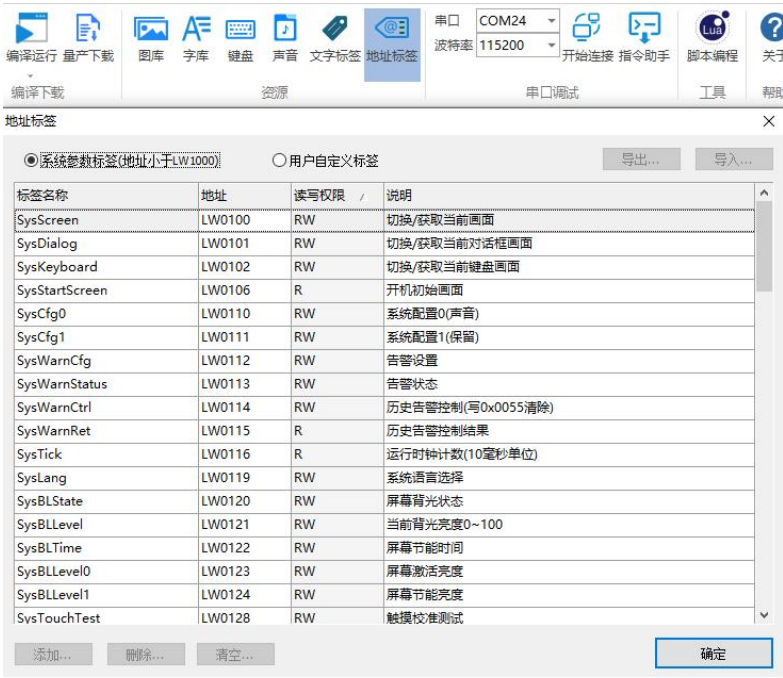 串口 COM24
波特率 115200
编译运行 量产下载 图库 字库 键盘 声音 文字标签 地址标签 开始连接 指令助手 脚本编程 关于
Lua
编译下载 资源 串口调试 工具 帮助
地址标签
系统参数标签(地址小于LW1000) 用户自定义标签 导出... 导入...
标签名称 地址 读写权限 说明
SysScreen LW0100 RW 切换/获取当前画面
SysDialog LW0101 RW 切换/获取当前对话框画面
SysKeyboard LW0102 RW 切换/获取当前键盘画面
SysStartScreen LW0106 R 开机初始画面
SysCfg0 LW0110 RW 系统配置0(声音)
SysCfg1 LW0111 RW 系统配置1(保留)
SysWarnCfg LW0112 RW 告警设置
SysWarnStatus LW0113 RW 告警状态
SysWarnCtrl LW0114 RW 历史告警控制(写0x0055清除)
SysWarnRet LW0115 R 历史告警控制结果
SysTick LW0116 R 运行时钟计数(10毫秒单位)
SysLang LW0119 RW 系统语言选择
SysBLState LW0120 RW 屏幕背光状态
SysBLLevel LW0121 RW 当前背光亮度0~100
SysBLTime LW0122 RW 屏幕节能时间
SysBLLevel0 LW0123 RW 屏幕激活亮度
SysBLLevel1 LW0124 RW 屏幕节能亮度
SysTouchTest LW0128 RW 触摸校准测试
添加... 删除... 清空... 确定